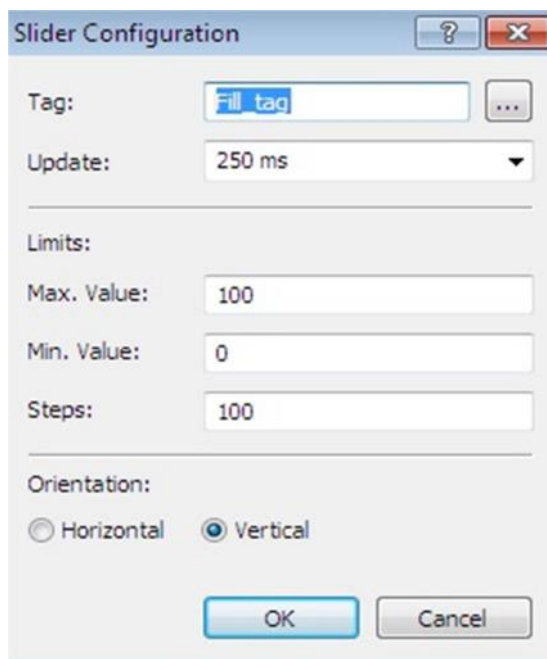 Slider Configuration
Tag: Fill_tag ...
Update: 250 ms
Limits:
Max. Value: 100
Min. Value: 0
Steps: 100
Orientation:
Horizontal Vertical
OK Cancel